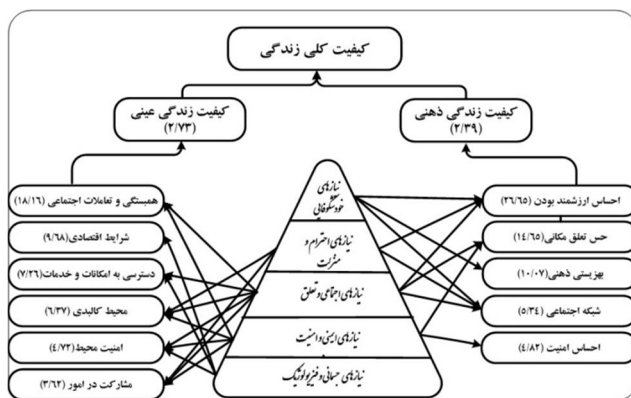 کیفیت کلی زندگی
کیفیت زندگی ذهنی
(۲/۳۹)
کیفیت زندگی عینی
(۲/۷۳)
احساس ارزشمند بودن (۲۶/۶۵)
حس تعلق مکانی (۱۴/۶۵)
بهزیستی ذهنی (۱۰/۰۷)
شبکه اجتماعی (۵/۳۴)
احساس امنیت (۴/۸۲)
نیازهای
خودشکوفایی
نیازهای احترام و
منزلت
نیازهای اجتماعی و تعلق
نیازهای ایمنی و امنیت
نیازهای جسمانی و فیزیولوژیک
همبستگی و تعاملات اجتماعی (۱۸/۱۶)
شرایط اقتصادی (۹/۶۸)
دسترسی به امکانات و خدمات (۷/۲۶)
محیط کالبدی (۶/۳۷)
امنیت محیط (۴/۷۲)
مشارکت در امور (۳/۶۲)